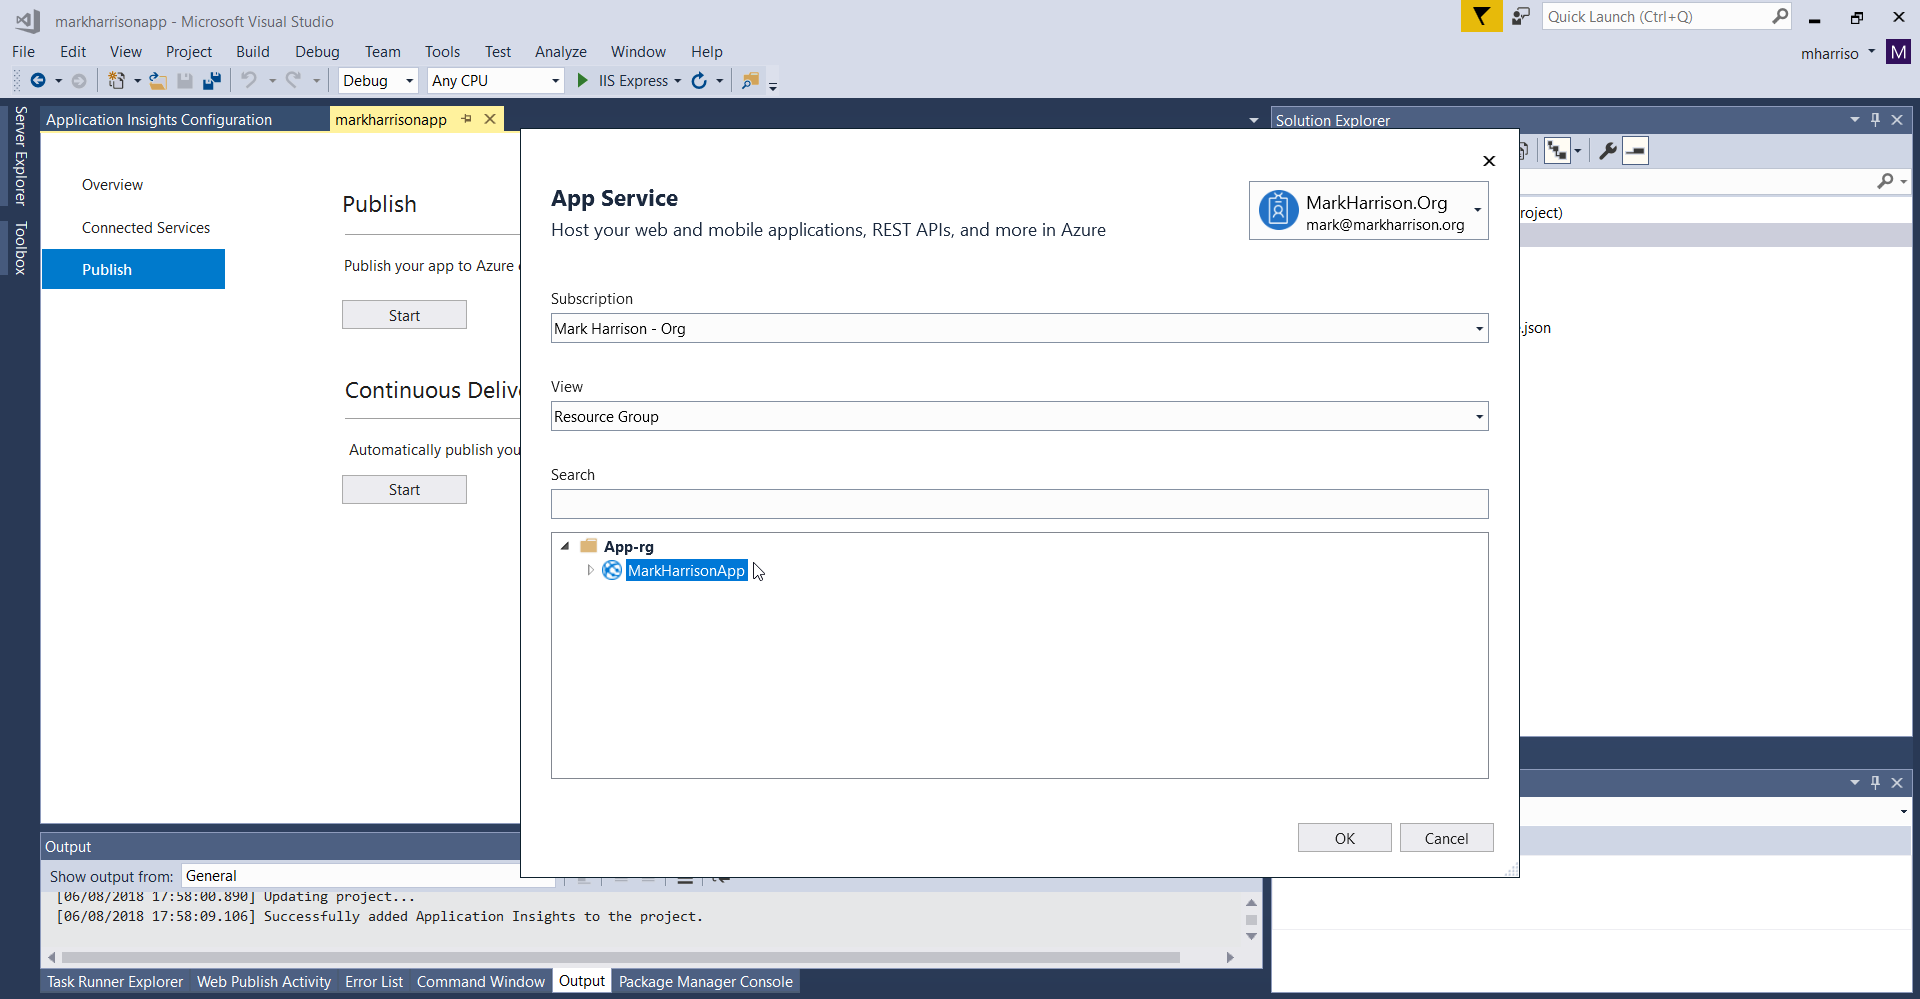 markharrisonapp - Microsoft Visual Studio
Quick Launch (Ctrl+Q)
File Edit View Project Build Debug Team Tools Test Analyze Window Help
mharriso M
Debug Any CPU IIS Express
Server Explorer
Toolbox
Application Insights Configuration
markharrisonapp
Solution Explorer
Overview
Connected Services
Publish
Publish
Publish your app to Azure
Start
Continuous Deliv
Automatically publish you
Start
App Service
Host your web and mobile applications, REST APIs, and more in Azure
MarkHarrison.Org
mark@markharrison.org
Subscription
Mark Harrison - Org
View
Resource Group
Search
App-rg
MarkHarrisonApp
OK
Cancel
roject)
.json
Output
Show output from: General
[06/08/2018 17:58:00.890] Updating project...
[06/08/2018 17:58:09.106] Successfully added Application Insights to the project.
Task Runner Explorer Web Publish Activity Error List Command Window Output Package Manager Console